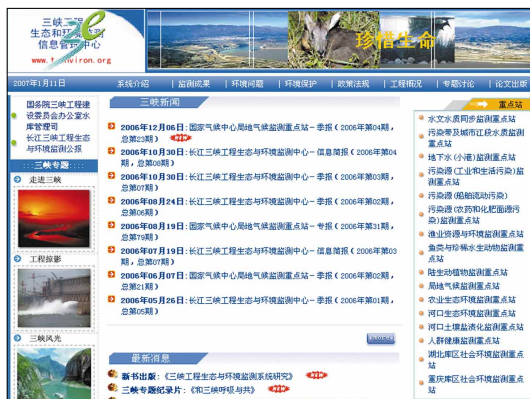 三峡工程
生态和环境监测
信息管理中心
www.tgenviron.org
珍惜生命
2007年1月11日
系统介绍 | 监测成果 | 环境问题 | 环境保护 | 政策法规 | 工程概况 | 专题讨论 | 论文出版
国务院三峡工程建
设委员会办公室水
库管理司
长江三峡工程生态
与环境监测公报
:::三峡专题::::
走进三峡
工程掠影
三峡风光
三峡新闻
2006年12月06日:国家气候中心局地气候监测重点站-季报(2006年第04期,
总第23期) NEW
2006年10月30日:长江三峡工程生态与环境监测中心-信息简报(2006年第04
期,总第08期)
2006年10月30日:长江三峡工程生态与环境监测中心-季报(2006年第03期,
总第07期)
2006年08月24日:长江三峡工程生态与环境监测中心-季报(2006年第02期,
总第06期)
2006年08月19日:国家气候中心局地气候监测重点站-专报(2006年第31期,
总第79期)
2006年07月19日:长江三峡工程生态与环境监测中心-信息简报(2006年第03
期,总第07期)
2006年06月07日:国家气候中心局地气候监测重点站-季报(2006年第02期,
总第21期)
2006年05月26日:长江三峡工程生态与环境监测中心-季报(2006年第01期,
总第05期)
最新消息
新书出版:《三峡工程生态与环境监测系统研究》 NEW
三峡专题纪录片:《和三峡呼吸与共》 NEW
重点站
水文水质同步监测重点站
污染带及城市江段水质监测
重点站
地下水(小港)监测重点站
污染源(工业和生活污染)监
测重点站
污染源(船舶流动污染)
污染源(农药和化肥面源污
染)监测重点站
渔业资源与环境监测重点站
鱼类与珍稀水生动物监测重
点站
陆生动植物监测重点站
局地气候监测重点站
农业生态环境监测重点站
河口生态环境监测重点站
河口土壤盐渍化监测重点站
人群健康监测重点站
湖北库区社会环境监测重点
站
重庆库区社会环境监测重点
站